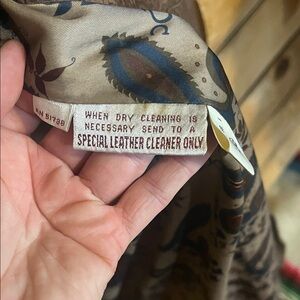 WHEN DRY CLEANING IS
NECESSARY SEND TO A
SPECIAL LEATHER CLEANER ONLY